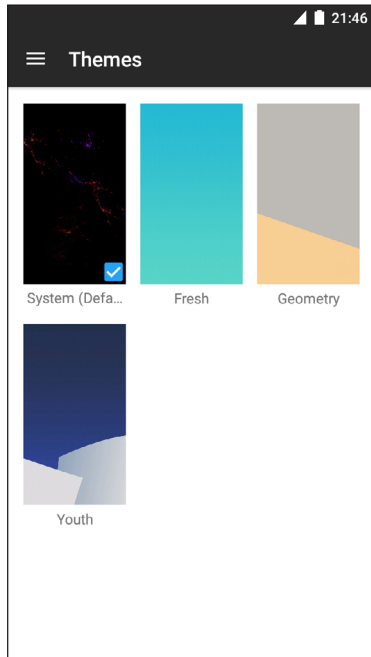 21:46
Themes
System (Defa...
Fresh
Geometry
Youth